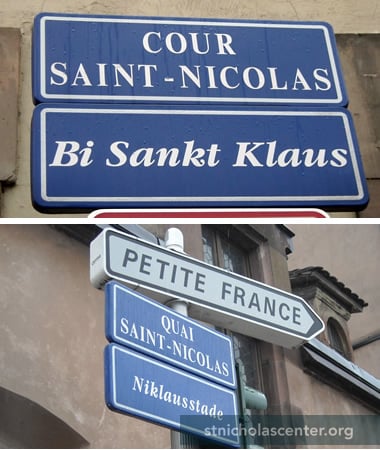 COUR
SAINT-NICOLAS
Bi Sankt Klaus
PETITE FRANCE
QUAI
SAINT-NICOLAS
Niklausstade
stnicholascenter.org